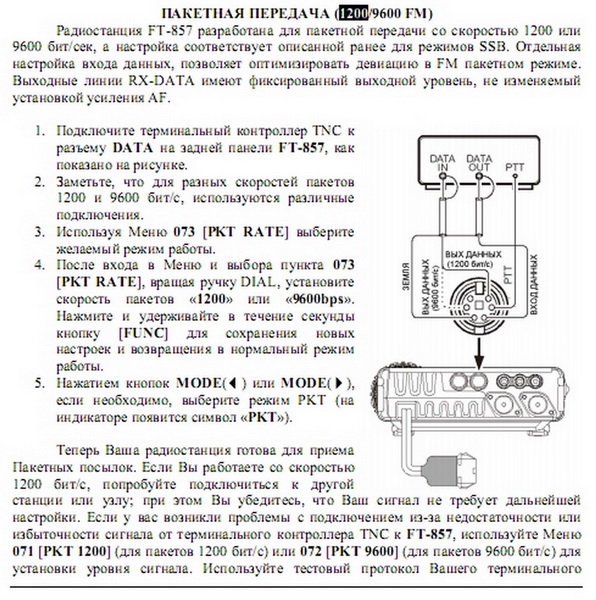 ПАКЕТНАЯ ПЕРЕДАЧА (1200/9600 FM)
Радиостанция FT-857 разработана для пакетной передачи со скоростью 1200 или
9600 бит/сек, а настройка соответствует описанной ранее для режимов SSB. Отдельная
настройка входа данных, позволяет оптимизировать девиацию в FM пакетном режиме.
Выходные линии RX-DATA имеют фиксированный выходной уровень, не изменяемый
установкой усиления AF.
1. Подключите терминальный контроллер TNC к
разъему DATA на задней панели FT-857, как
показано на рисунке.
2. Заметьте, что для разных скоростей пакетов
1200 и 9600 бит/с, используются различные
подключения.
3. Используя Меню 073 [PKT RATE] выберите
желаемый режим работы.
4. После входа в Меню и выбора пункта 073
[PKT RATE], вращая ручку DIAL, установите
скорость пакетов «1200» или «9600bps».
Нажмите и удерживайте в течение секунды
кнопку [FUNC] для сохранения новых
настроек и возвращения в нормальный режим
работы.
5. Нажатием кнопок MODE(◀) или MODE(▶),
если необходимо, выберите режим PKT (на
индикаторе появится символ «PKT»).
DATA IN
DATA OUT
PTT
ВЫХ ДАННЫХ
(1200 бит/с)
ЗЕМЛЯ
ВЫХ ДАННЫХ
(9600 бит/с)
PTT
ВХОД ДАННЫХ
Теперь Ваша радиостанция готова для приема
Пакетных посылок. Если Вы работаете со скоростью
1200 бит/с, попробуйте подключиться к другой
станции или узлу; при этом Вы убедитесь, что Ваш сигнал не требует дальнейшей
настройки. Если у вас возникли проблемы с подключением из-за недостаточности или
избыточности сигнала от терминального контроллера TNC к FT-857, используйте Меню
071 [PKT 1200] (для пакетов 1200 бит/с) или 072 [PKT 9600] (для пакетов 9600 бит/с) для
установки уровня сигнала. Используйте тестовый протокол Вашего терминального